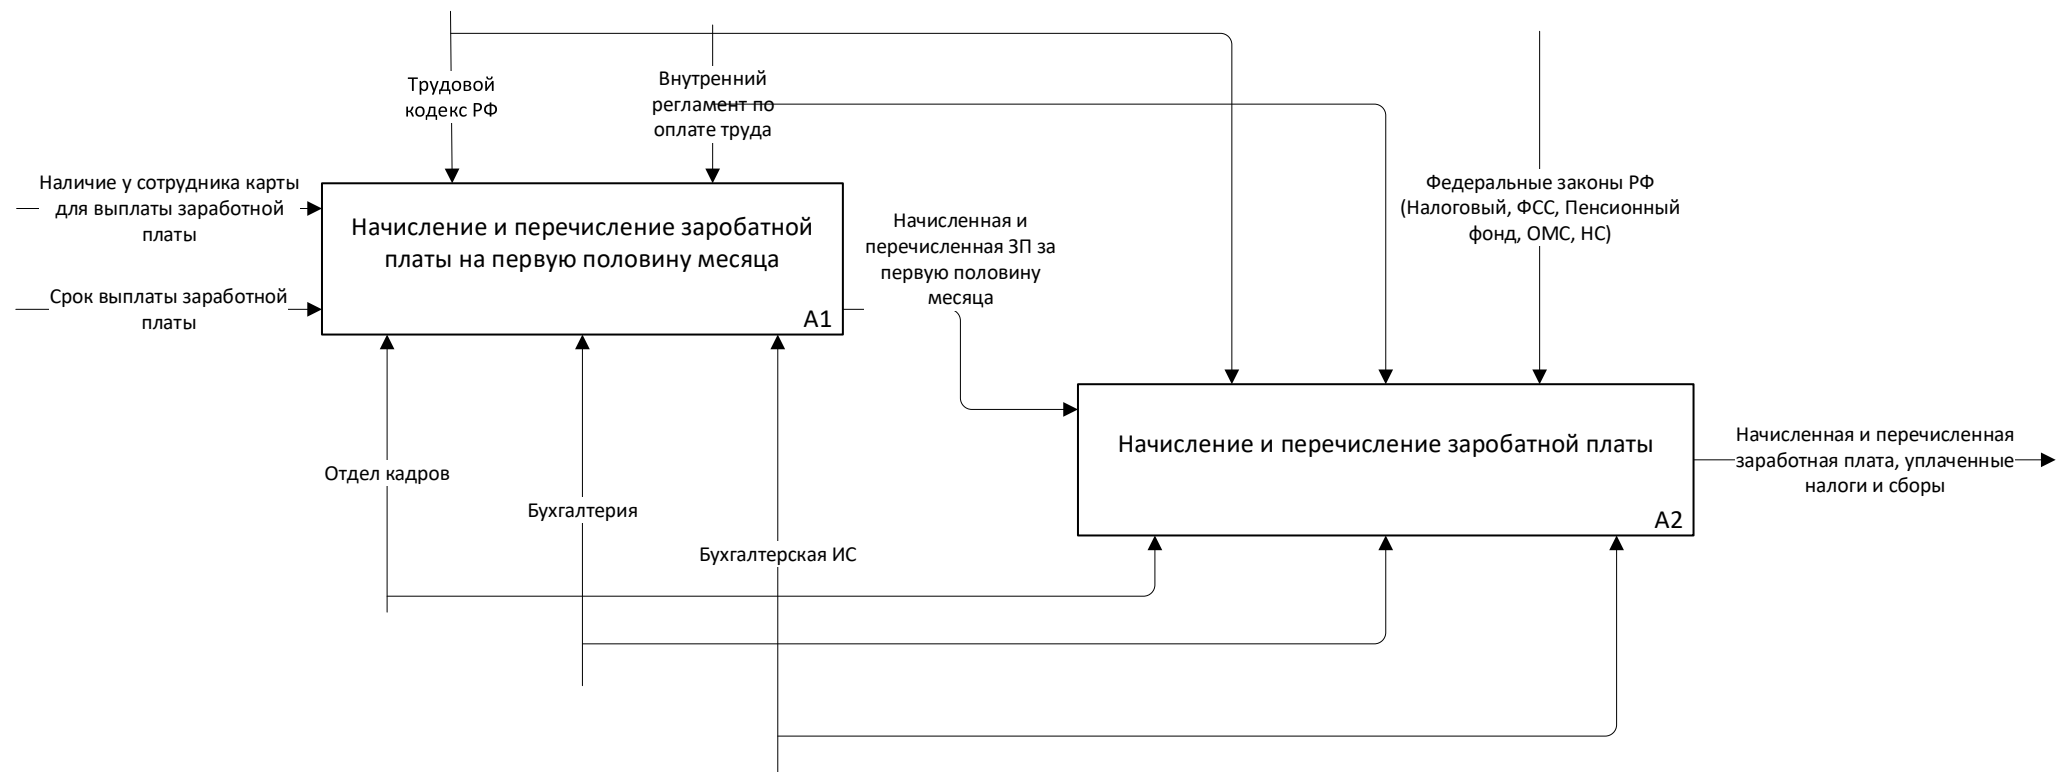 Трудовой
кодекс РФ
Внутренний
регламент по
оплате труда
Наличие у сотрудника карты
для выплаты заработной
платы
Срок выплаты заработной
платы
Начисление и перечисление заробатной
платы на первую половину месяца
А1
Начисленная и
перечисленная ЗП за
первую половину
месяца
Федеральные законы РФ
(Налоговый, ФСС, Пенсионный
фонд, ОМС, НС)
Начисление и перечисление заробатной платы
А2
Начисленная и перечисленная
заработная плата, уплаченные
налоги и сборы
Отдел кадров
Бухгалтерия
Бухгалтерская ИС